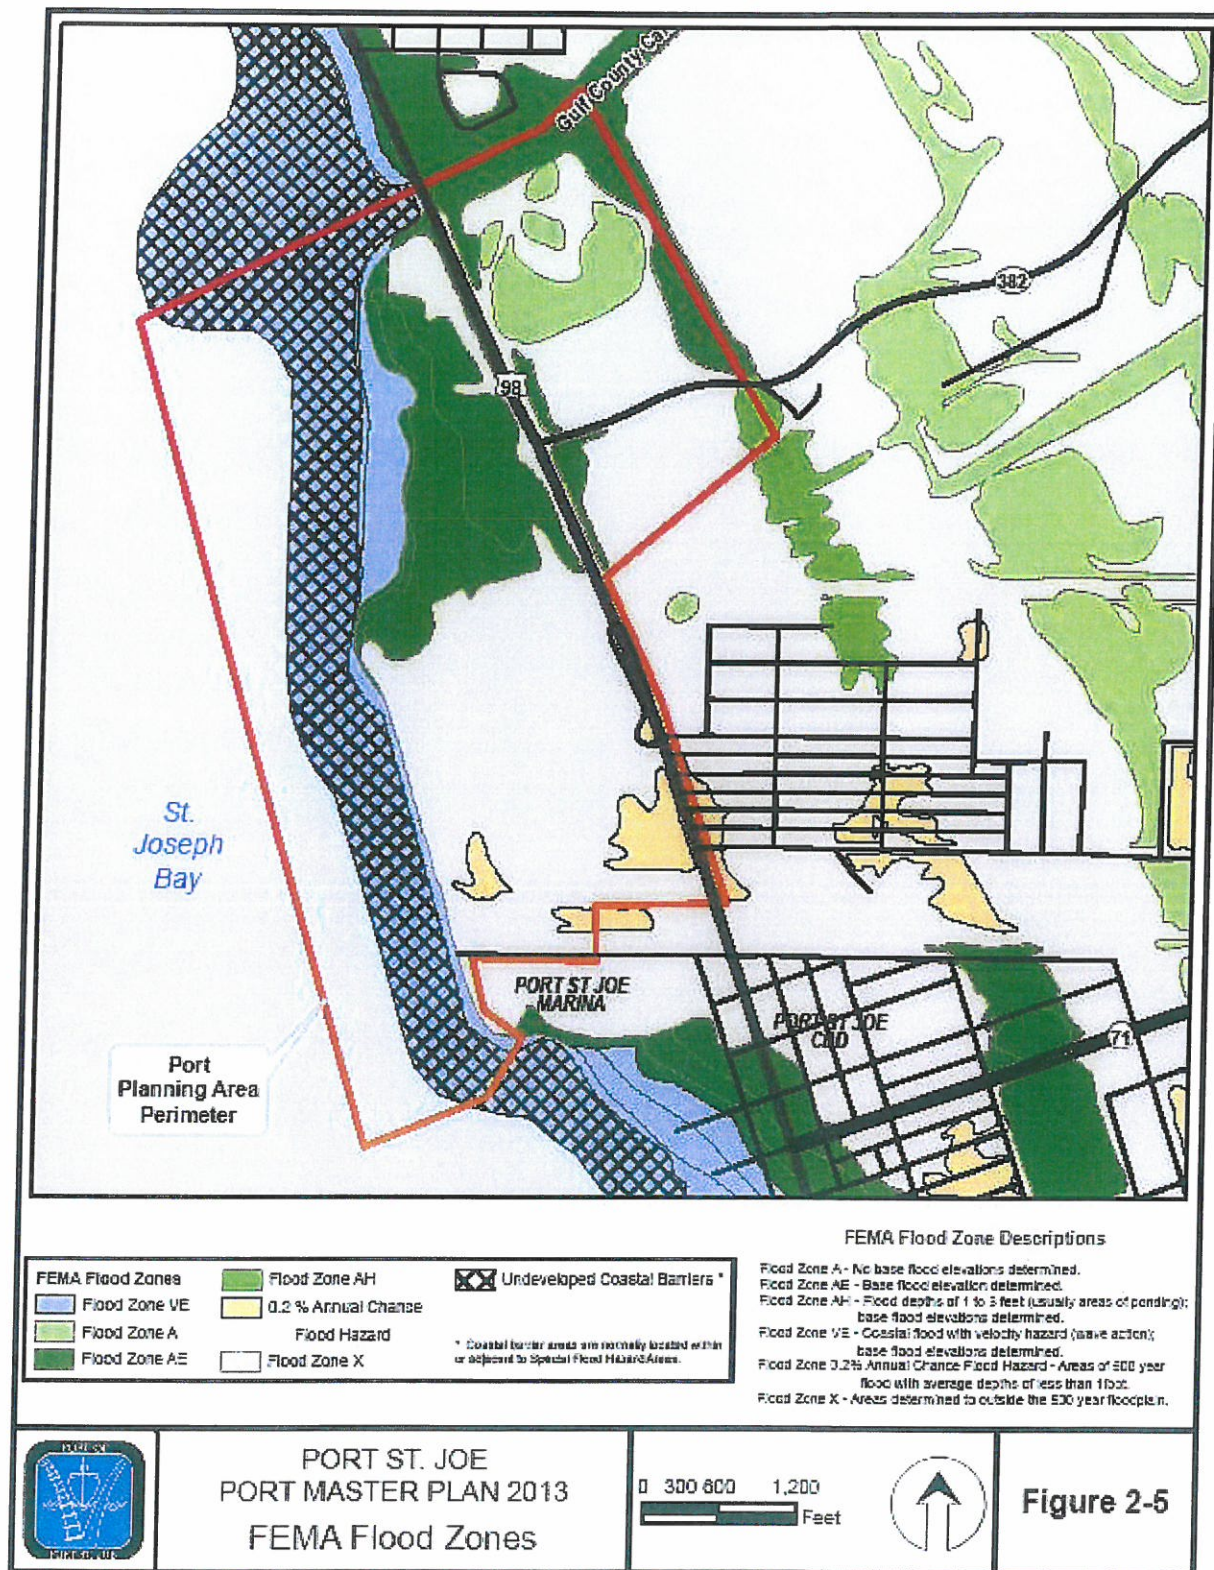 Gulf County Ca
382
98
St.
Joseph
Bay
PORT ST JOE
MARINA
PORT ST JOE
CBD
71
Port
Planning Area
Perimeter
FEMA Flood Zone Descriptions
FEMA Flood Zones
Flood Zone VE
Flood Zone A
Flood Zone AE
Flood Zone AH
0.2 % Annual Chance
Flood Hazard
Flood Zone X
Undeveloped Coastal Barriers *
* Coastal barrier areas are normally located within
or adjacent to Special Flood Hazard Areas.
Flood Zone A - No base flood elevations determined.
Flood Zone AE - Base flood elevation determined.
Flood Zone AH - Flood depths of 1 to 3 feet (usually areas of ponding);
base flood elevations determined.
Flood Zone VE - Coastal flood with velocity hazard (wave action);
base flood elevations determined.
Flood Zone 0.2% Annual Chance Flood Hazard - Areas of 500 year
flood with average depths of less than 1 foot.
Flood Zone X - Areas determined to outside the 500 year floodplain.
PORT ST. JOE
PORT MASTER PLAN 2013
FEMA Flood Zones
0 300 600 1,200
Feet
Figure 2-5